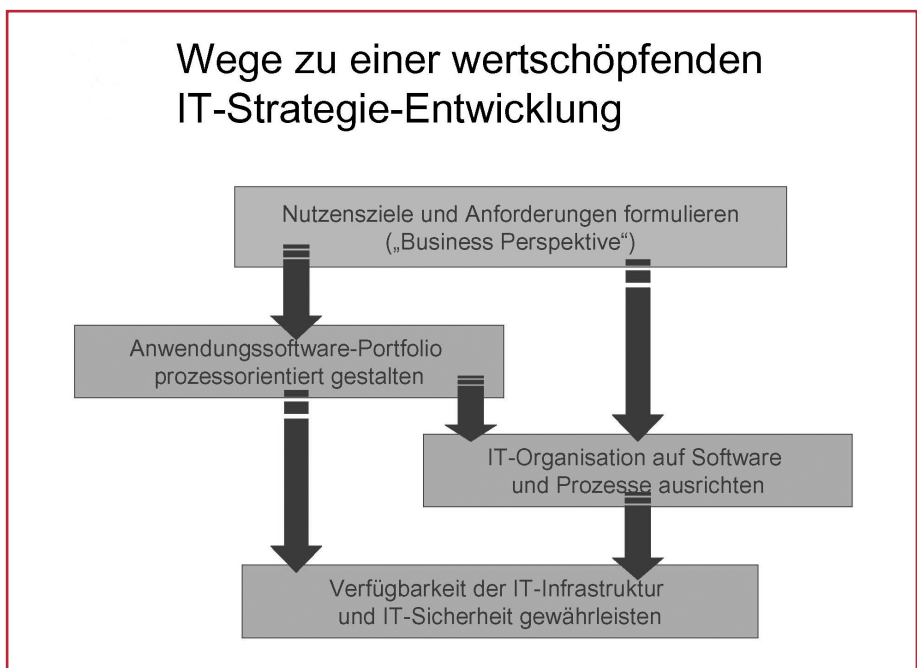 Wege zu einer wertschöpfenden
IT-Strategie-Entwicklung
Nutzensziele und Anforderungen formulieren
(„Business Perspektive“)
Anwendungssoftware-Portfolio
prozessorientiert gestalten
IT-Organisation auf Software
und Prozesse ausrichten
Verfügbarkeit der IT-Infrastruktur
und IT-Sicherheit gewährleisten